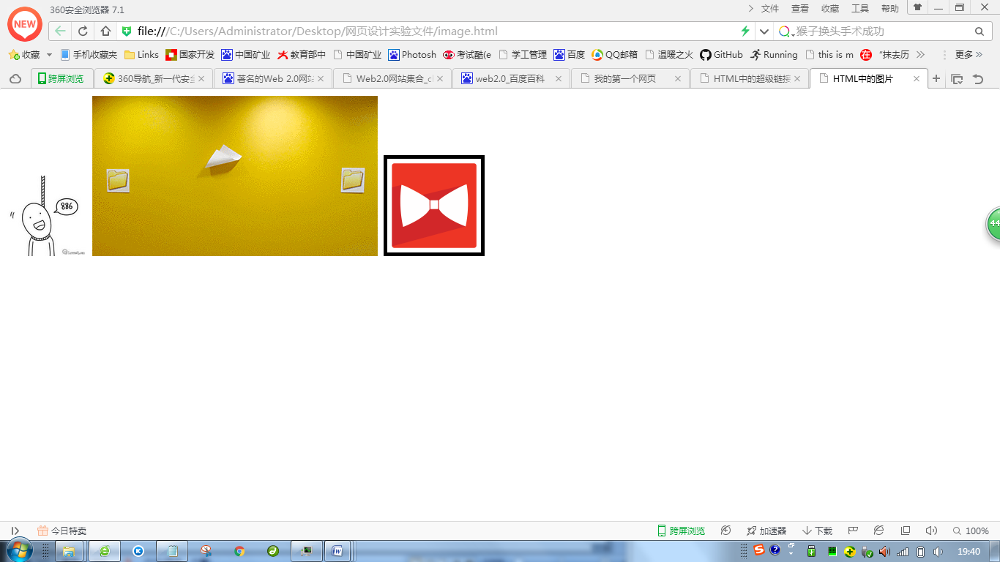 360安全浏览器 7.1
文件 查看 收藏 工具 帮助
NEW
file:///C:/Users/Administrator/Desktop/网页设计实验文件/image.html
猴子换头手术成功
收藏 手机收藏夹 Links 国家开发 中国矿业 教育部中 中国矿业 Photosh 考试酷(e 学工管理 百度 QQ邮箱 温暖之火 GitHub Running this is m 在 “抹去历 更多
跨屏浏览 360导航_新一代安全 著名的Web 2.0网站 Web2.0网站集合_cl web2.0_百度百科 我的第一个网页 HTML中的超级链接 HTML中的图片
886
44
今日特卖 跨屏浏览 加速器 下载 100%
19:40